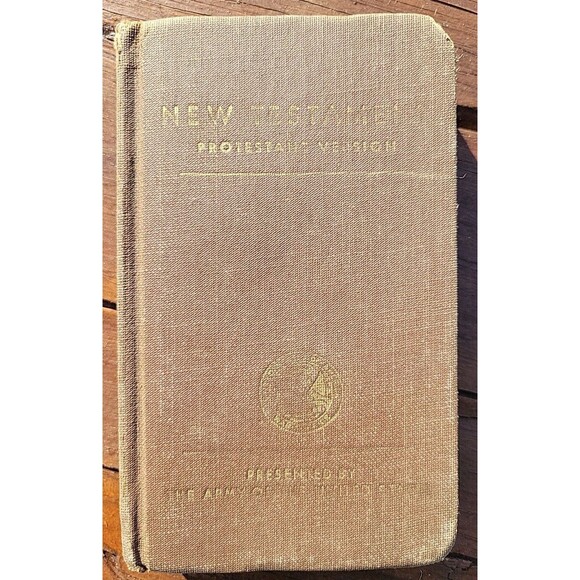 NEW TESTAMENT
PROTESTANT VERSION
PRESENTED BY
THE ARMY OF THE UNITED STATES